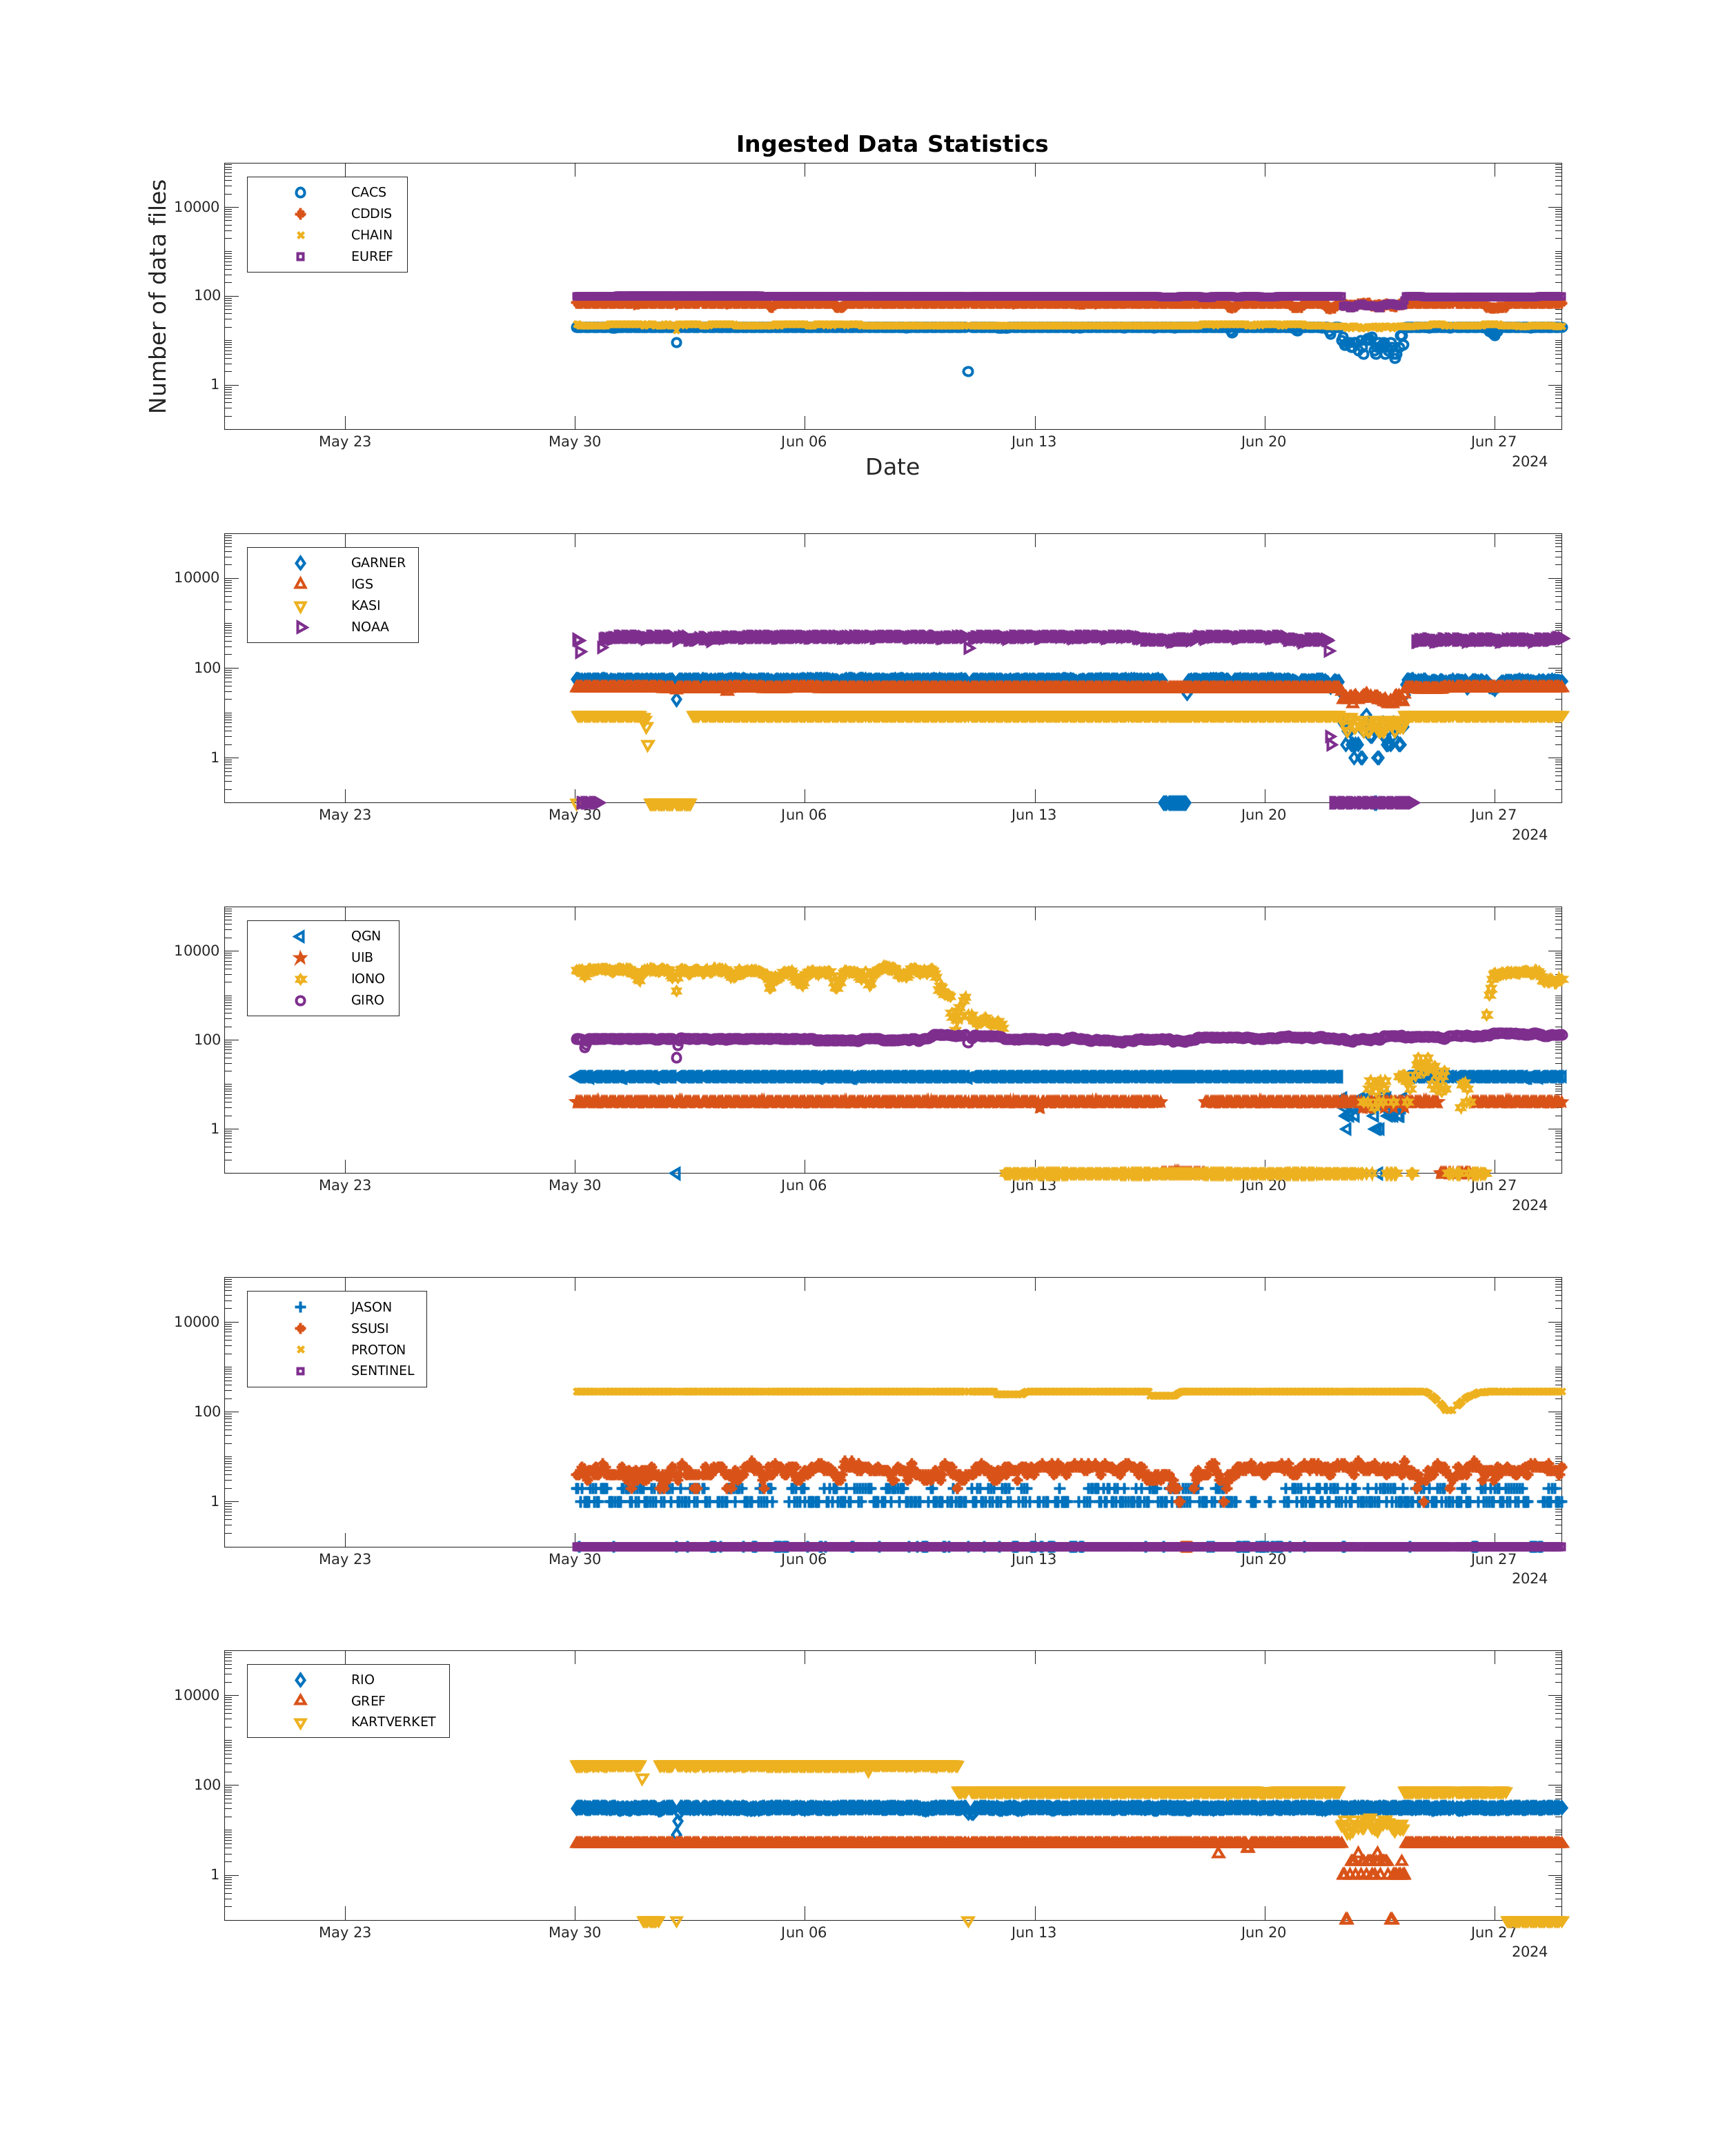 Ingested Data Statistics
Number of data files
10000
100
1
CACS
CDDIS
CHAIN
EUREF
May 23 May 30 Jun 06 Jun 13 Jun 20 Jun 27
2024
Date
10000
100
1
GARNER
IGS
KASI
NOAA
May 23 May 30 Jun 06 Jun 13 Jun 20 Jun 27
2024
10000
100
1
QGN
UIB
IONO
GIRO
May 23 May 30 Jun 06 Jun 13 Jun 20 Jun 27
2024
10000
100
1
JASON
SSUSI
PROTON
SENTINEL
May 23 May 30 Jun 06 Jun 13 Jun 20 Jun 27
2024
10000
100
1
RIO
GREF
KARTVERKET
May 23 May 30 Jun 06 Jun 13 Jun 20 Jun 27
2024